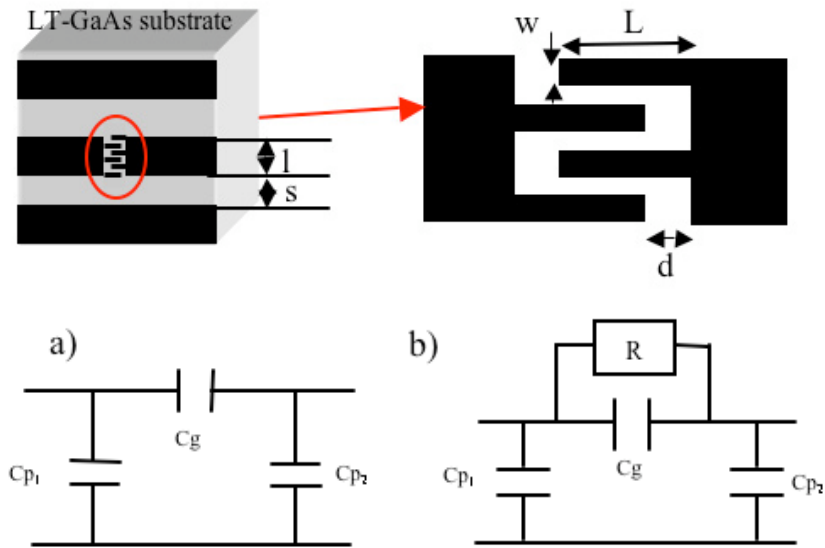 LT-GaAs substrate
w
L
l
s
d
a)
Cg
Cp₁
Cp₂
b)
R
Cg
Cp₁
Cp₂